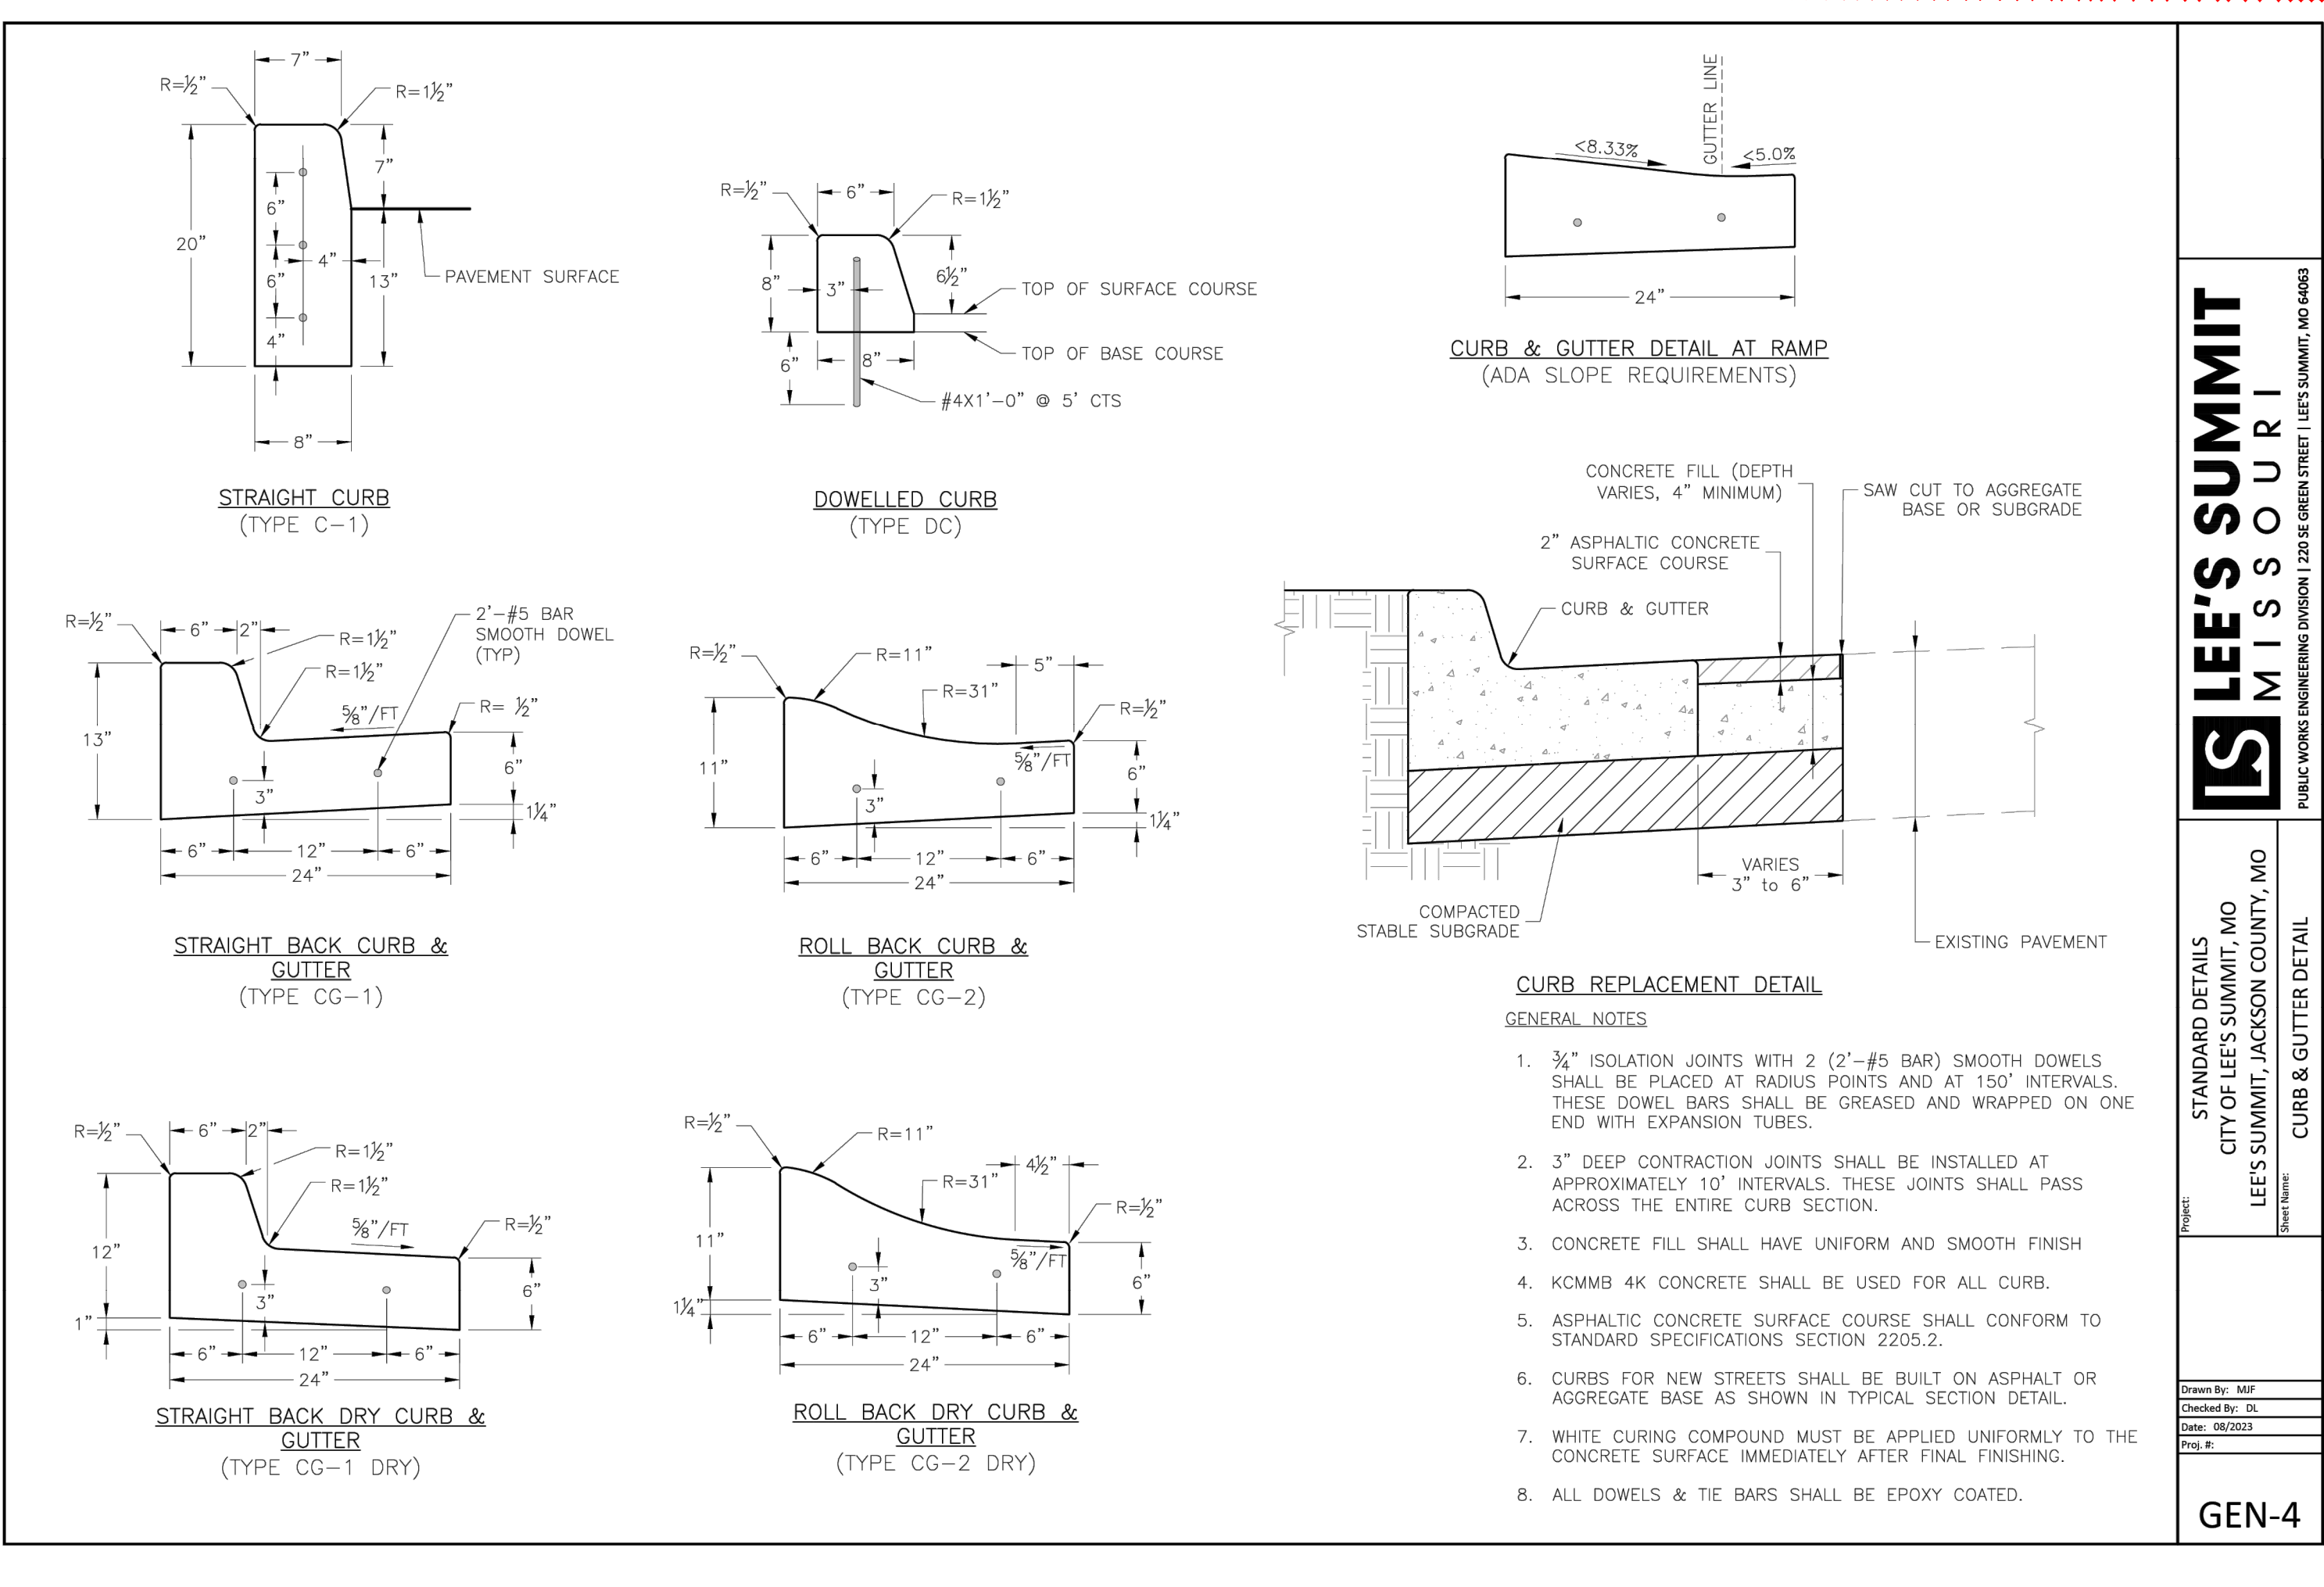 7"
R=½"
R=1½"
20"
7"
6"
6"
4"
4"
13"
PAVEMENT SURFACE
8"
STRAIGHT CURB
(TYPE C-1)
R=½"
6"
R=1½"
8"
3"
6½"
TOP OF SURFACE COURSE
TOP OF BASE COURSE
6"
8"
#4X1'-0" @ 5' CTS
DOWELLED CURB
(TYPE DC)
GUTTER LINE
<8.33%
<5.0%
24"
CURB & GUTTER DETAIL AT RAMP
(ADA SLOPE REQUIREMENTS)
R=½"
6"
2"
R=1½"
R=1½"
2'-#5 BAR
SMOOTH DOWEL
(TYP)
⅝"/FT
R= ½"
13"
3"
6"
1¼"
6"
12"
6"
24"
STRAIGHT BACK CURB &
GUTTER
(TYPE CG-1)
R=½"
R=11"
5"
R=31"
R=½"
11"
⅝"/FT
3"
6"
1¼"
6"
12"
6"
24"
ROLL BACK CURB &
GUTTER
(TYPE CG-2)
CONCRETE FILL (DEPTH
VARIES, 4" MINIMUM)
SAW CUT TO AGGREGATE
BASE OR SUBGRADE
2" ASPHALTIC CONCRETE
SURFACE COURSE
CURB & GUTTER
VARIES
3" to 6"
COMPACTED
STABLE SUBGRADE
EXISTING PAVEMENT
CURB REPLACEMENT DETAIL
R=½"
6"
2"
R=1½"
R=1½"
⅝"/FT
R=½"
12"
3"
6"
1"
6"
12"
6"
24"
STRAIGHT BACK DRY CURB &
GUTTER
(TYPE CG-1 DRY)
R=½"
R=11"
4½"
R=31"
R=½"
11"
⅝"/FT
3"
6"
1¼"
6"
12"
6"
24"
ROLL BACK DRY CURB &
GUTTER
(TYPE CG-2 DRY)
GENERAL NOTES
1. ¾" ISOLATION JOINTS WITH 2 (2'-#5 BAR) SMOOTH DOWELS
SHALL BE PLACED AT RADIUS POINTS AND AT 150' INTERVALS.
THESE DOWEL BARS SHALL BE GREASED AND WRAPPED ON ONE
END WITH EXPANSION TUBES.
2. 3" DEEP CONTRACTION JOINTS SHALL BE INSTALLED AT
APPROXIMATELY 10' INTERVALS. THESE JOINTS SHALL PASS
ACROSS THE ENTIRE CURB SECTION.
3. CONCRETE FILL SHALL HAVE UNIFORM AND SMOOTH FINISH
4. KCMMB 4K CONCRETE SHALL BE USED FOR ALL CURB.
5. ASPHALTIC CONCRETE SURFACE COURSE SHALL CONFORM TO
STANDARD SPECIFICATIONS SECTION 2205.2.
6. CURBS FOR NEW STREETS SHALL BE BUILT ON ASPHALT OR
AGGREGATE BASE AS SHOWN IN TYPICAL SECTION DETAIL.
7. WHITE CURING COMPOUND MUST BE APPLIED UNIFORMLY TO THE
CONCRETE SURFACE IMMEDIATELY AFTER FINAL FINISHING.
8. ALL DOWELS & TIE BARS SHALL BE EPOXY COATED.
LS LEE'S SUMMIT
MISSOURI
PUBLIC WORKS ENGINEERING DIVISION | 220 SE GREEN STREET | LEE'S SUMMIT, MO 64063
Project:
STANDARD DETAILS
CITY OF LEE'S SUMMIT, MO
LEE'S SUMMIT, JACKSON COUNTY, MO
Sheet Name:
CURB & GUTTER DETAIL
Drawn By: MJF
Checked By: DL
Date: 08/2023
Proj. #:
GEN-4